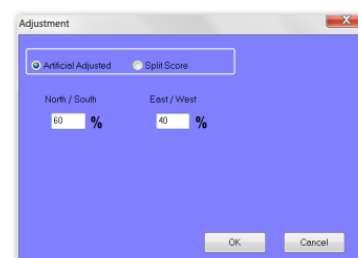 Adjustment
Artificial Adjusted Split Score
North / South East / West
60 % 40 %
OK Cancel